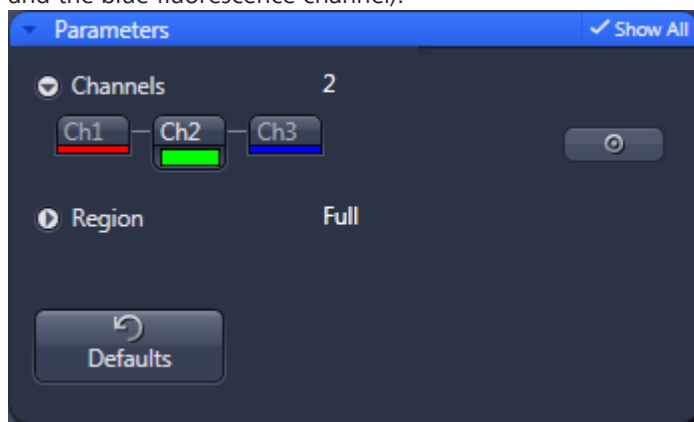 and the blue fluorescence channel).
Parameters Show All
Channels 2
Ch1 Ch2 Ch3
Region Full
Defaults